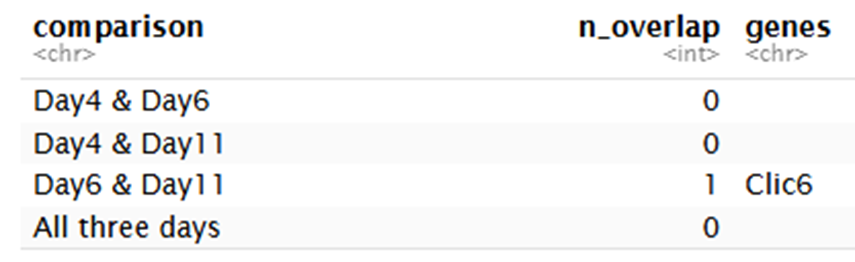 comparison n_overlap genes
<chr> <int> <chr>
Day4 & Day6 0
Day4 & Day11 0
Day6 & Day11 1 Clic6
All three days 0